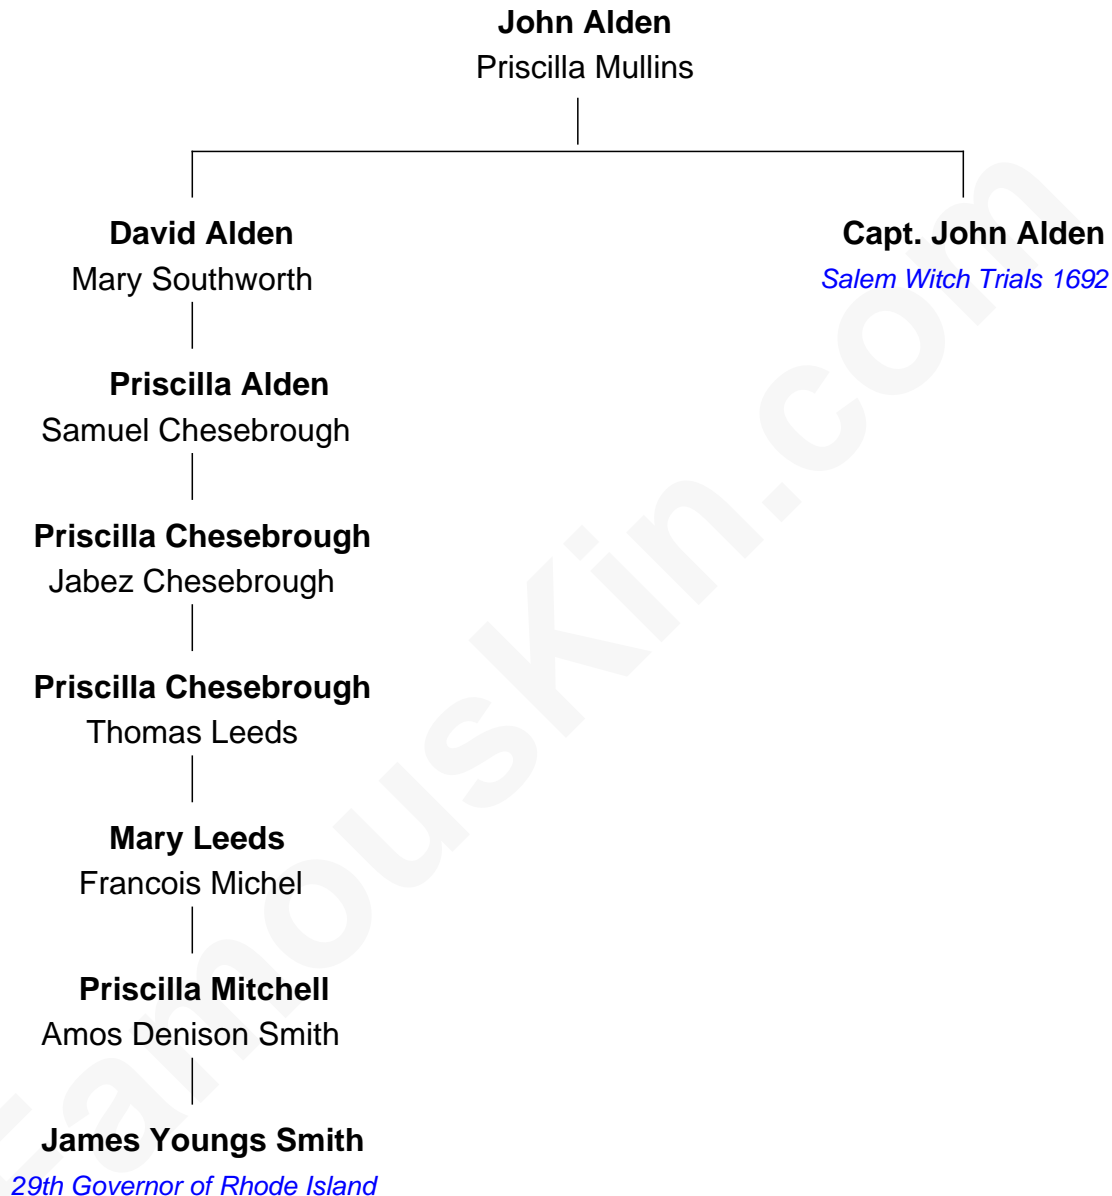 John Alden
Priscilla Mullins
David Alden
Mary Southworth
Capt. John Alden
Salem Witch Trials 1692
Priscilla Alden
Samuel Chesebrough
Priscilla Chesebrough
Jabez Chesebrough
Priscilla Chesebrough
Thomas Leeds
Mary Leeds
Francois Michel
Priscilla Mitchell
Amos Denison Smith
James Youngs Smith
29th Governor of Rhode Island
FamousKin.com